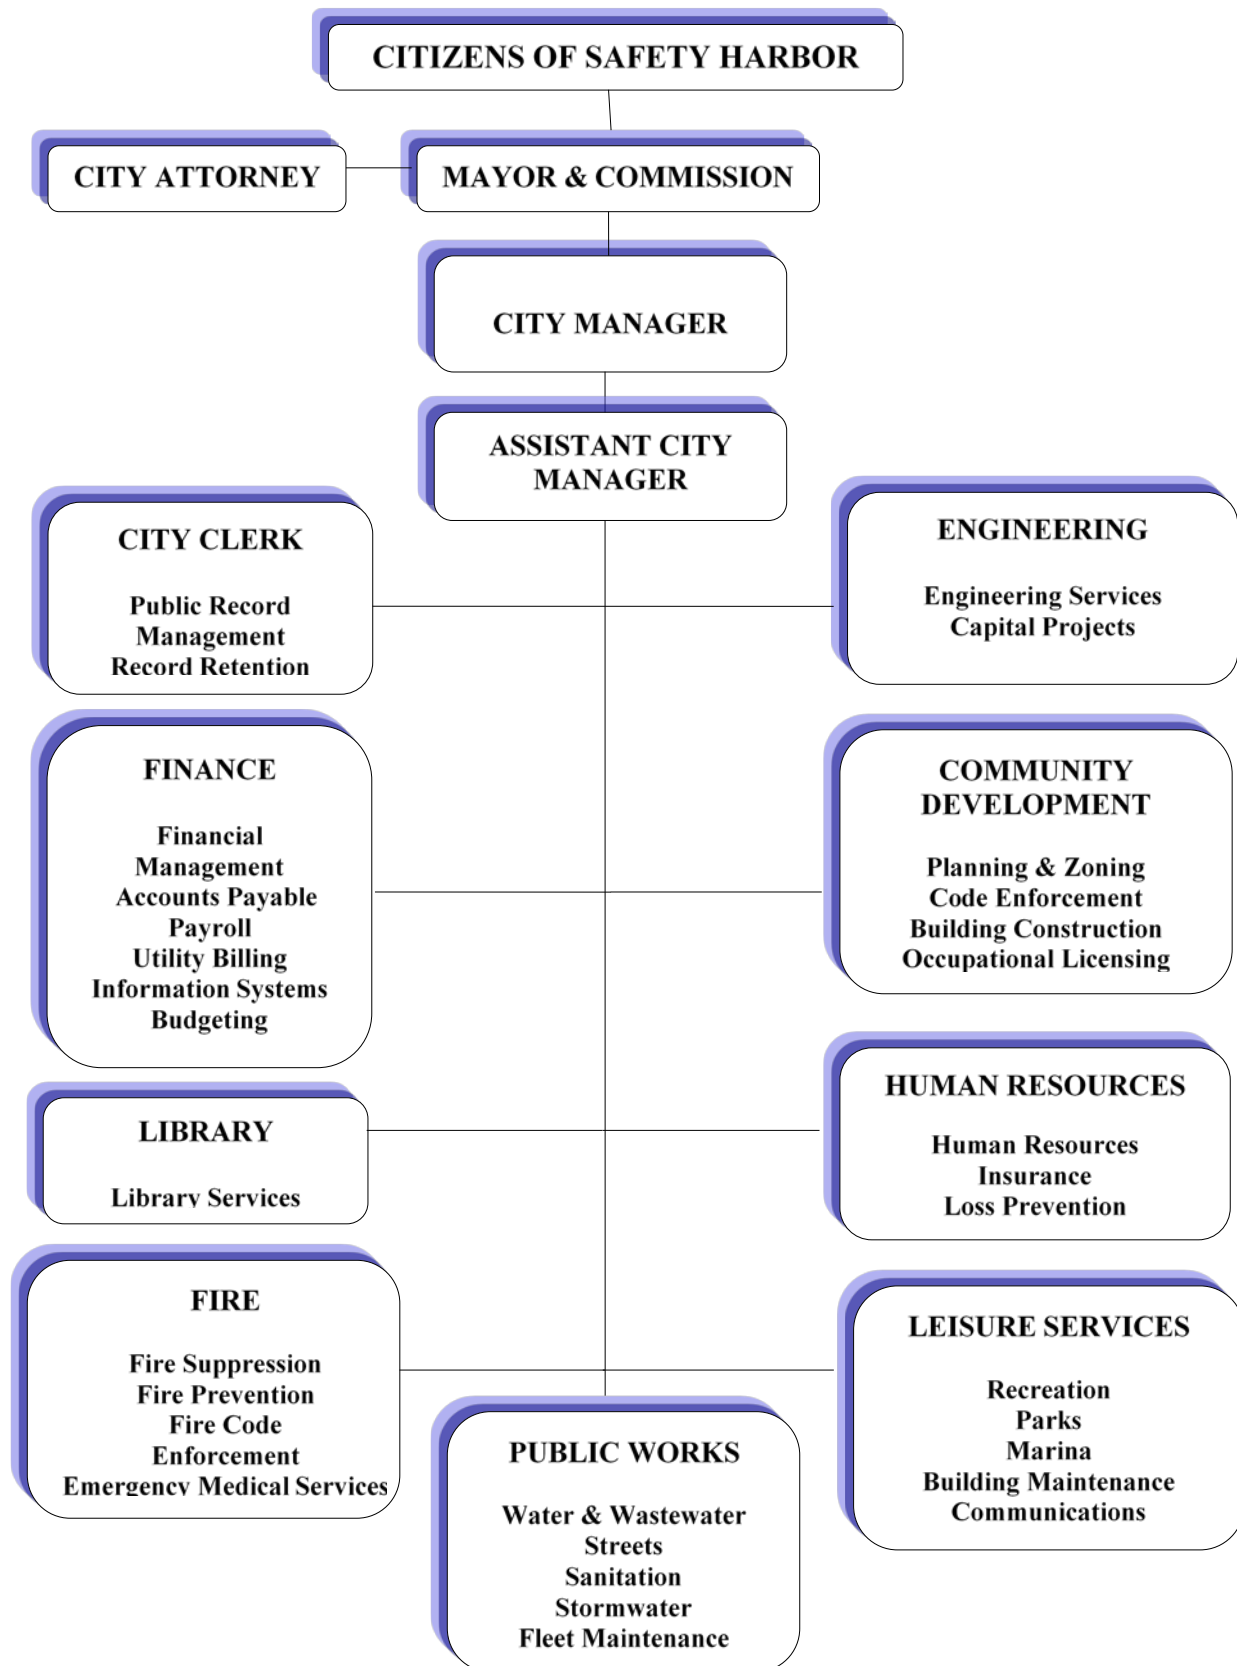 CITIZENS OF SAFETY HARBOR
CITY ATTORNEY
MAYOR & COMMISSION
CITY MANAGER
ASSISTANT CITY
MANAGER
CITY CLERK
Public Record
Management
Record Retention
ENGINEERING
Engineering Services
Capital Projects
FINANCE
Financial
Management
Accounts Payable
Payroll
Utility Billing
Information Systems
Budgeting
COMMUNITY
DEVELOPMENT
Planning & Zoning
Code Enforcement
Building Construction
Occupational Licensing
LIBRARY
Library Services
HUMAN RESOURCES
Human Resources
Insurance
Loss Prevention
FIRE
Fire Suppression
Fire Prevention
Fire Code
Enforcement
Emergency Medical Services
LEISURE SERVICES
Recreation
Parks
Marina
Building Maintenance
Communications
PUBLIC WORKS
Water & Wastewater
Streets
Sanitation
Stormwater
Fleet Maintenance